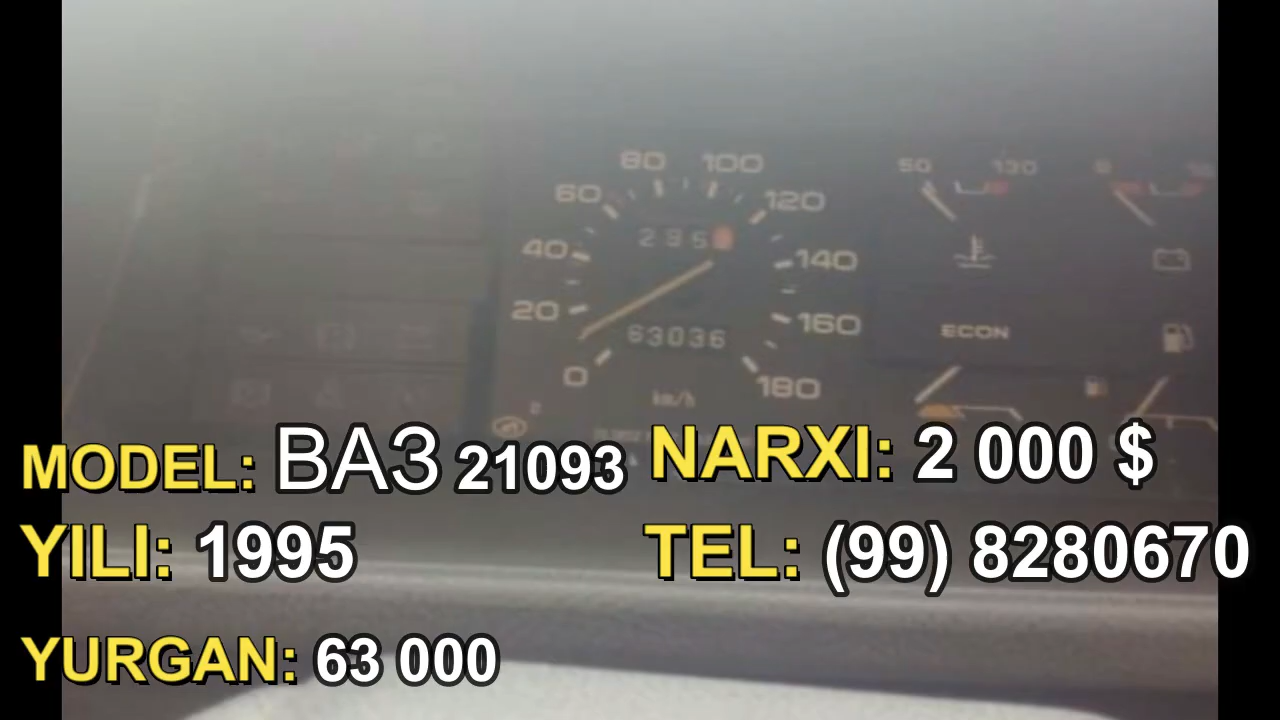 80 100
50 130
60 120
295
40 140
20 160
63036
ECON
0 180
km/h
MODEL: ВАЗ 21093
NARXI: 2 000 $
YILI: 1995
TEL: (99) 8280670
YURGAN: 63 000